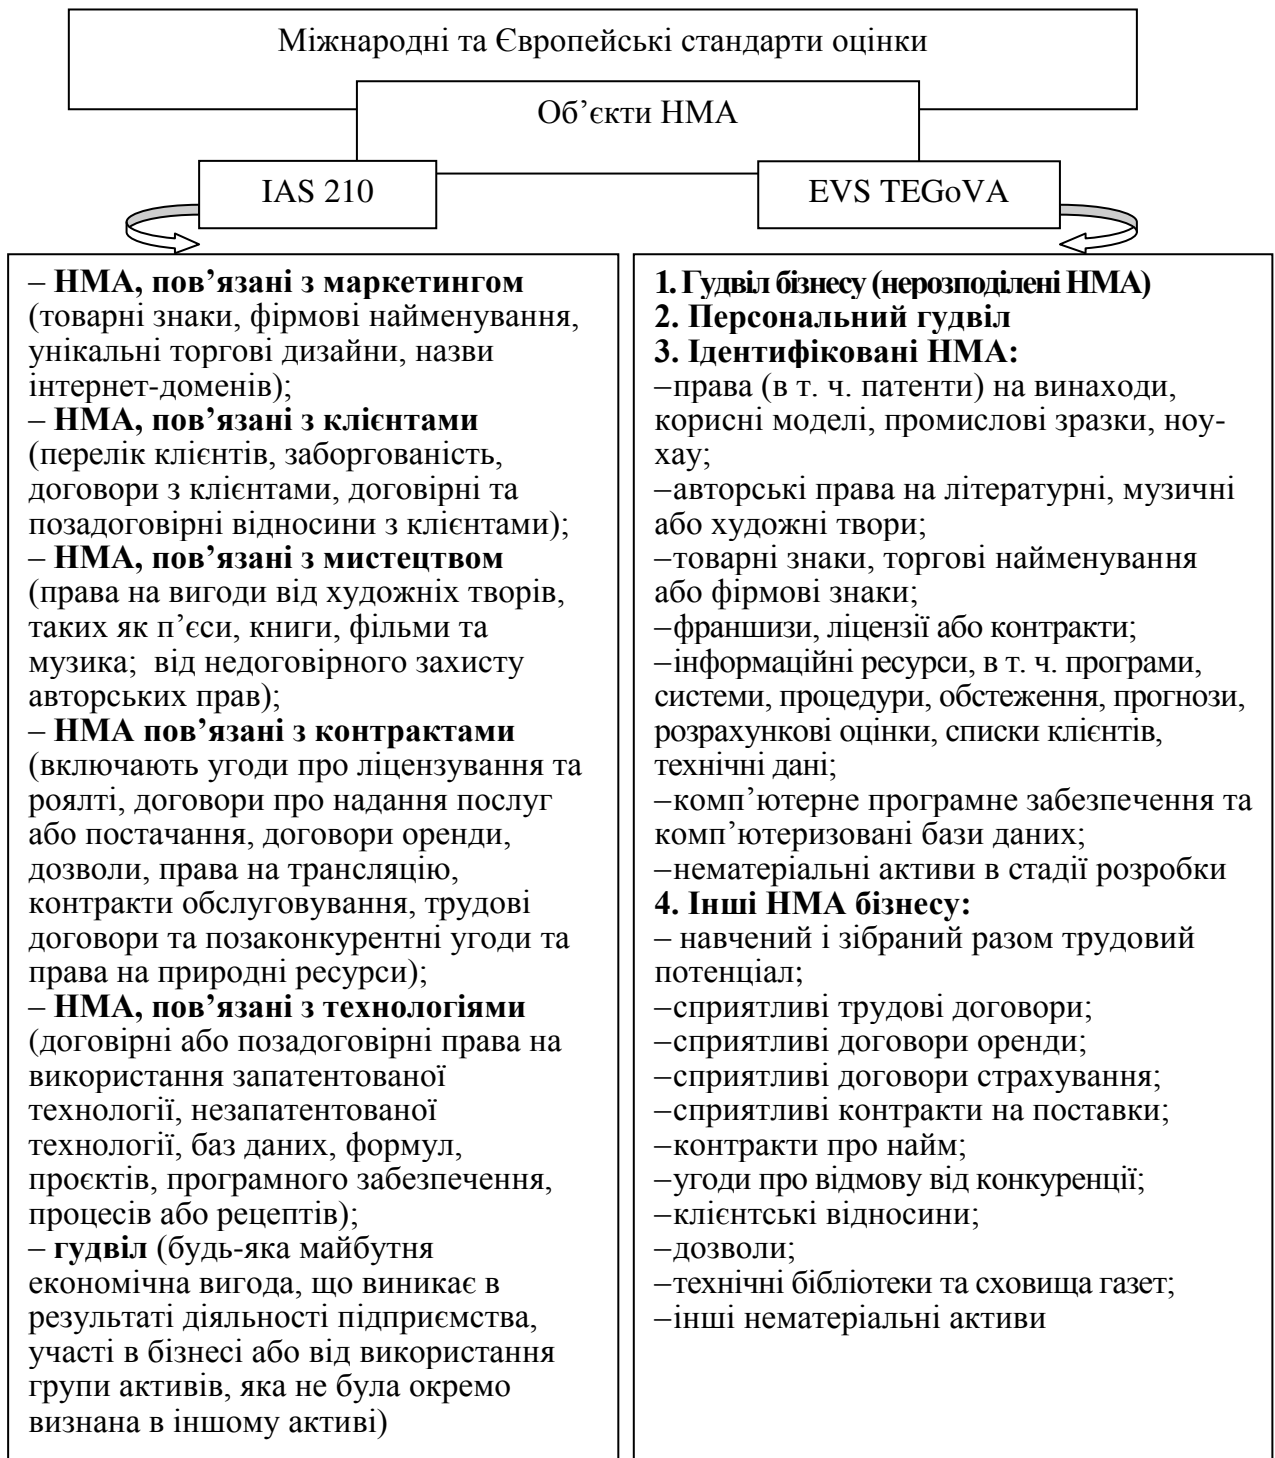 Міжнародні та Європейські стандарти оцінки
Об’єкти НМА
IAS 210
EVS TEGoVA
– НМА, пов’язані з маркетингом
(товарні знаки, фірмові найменування,
унікальні торгові дизайни, назви
інтернет-доменів);
– НМА, пов’язані з клієнтами
(перелік клієнтів, заборгованість,
договори з клієнтами, договірні та
позадоговірні відносини з клієнтами);
– НМА, пов’язані з мистецтвом
(права на вигоди від художніх творів,
таких як п’єси, книги, фільми та
музика; від недоговірного захисту
авторських прав);
– НМА пов’язані з контрактами
(включають угоди про ліцензування та
роялті, договори про надання послуг
або постачання, договори оренди,
дозволи, права на трансляцію,
контракти обслуговування, трудові
договори та позаконкурентні угоди та
права на природні ресурси);
– НМА, пов’язані з технологіями
(договірні або позадоговірні права на
використання запатентованої
технології, незапатентованої
технології, баз даних, формул,
проєктів, програмного забезпечення,
процесів або рецептів);
– гудвіл (будь-яка майбутня
економічна вигода, що виникає в
результаті діяльності підприємства,
участі в бізнесі або від використання
групи активів, яка не була окремо
визнана в іншому активі)
1. Гудвіл бізнесу (нерозподілені НМА)
2. Персональний гудвіл
3. Ідентифіковані НМА:
–права (в т. ч. патенти) на винаходи,
корисні моделі, промислові зразки, ноу-
хау;
–авторські права на літературні, музичні
або художні твори;
–товарні знаки, торгові найменування
або фірмові знаки;
–франшизи, ліцензії або контракти;
–інформаційні ресурси, в т. ч. програми,
системи, процедури, обстеження, прогнози,
розрахункові оцінки, списки клієнтів,
технічні дані;
–комп’ютерне програмне забезпечення та
комп’ютеризовані бази даних;
–нематеріальні активи в стадії розробки
4. Інші НМА бізнесу:
– навчений і зібраний разом трудовий
потенціал;
–сприятливі трудові договори;
–сприятливі договори оренди;
–сприятливі договори страхування;
–сприятливі контракти на поставки;
–контракти про найм;
–угоди про відмову від конкуренції;
–клієнтські відносини;
–дозволи;
–технічні бібліотеки та сховища газет;
–інші нематеріальні активи